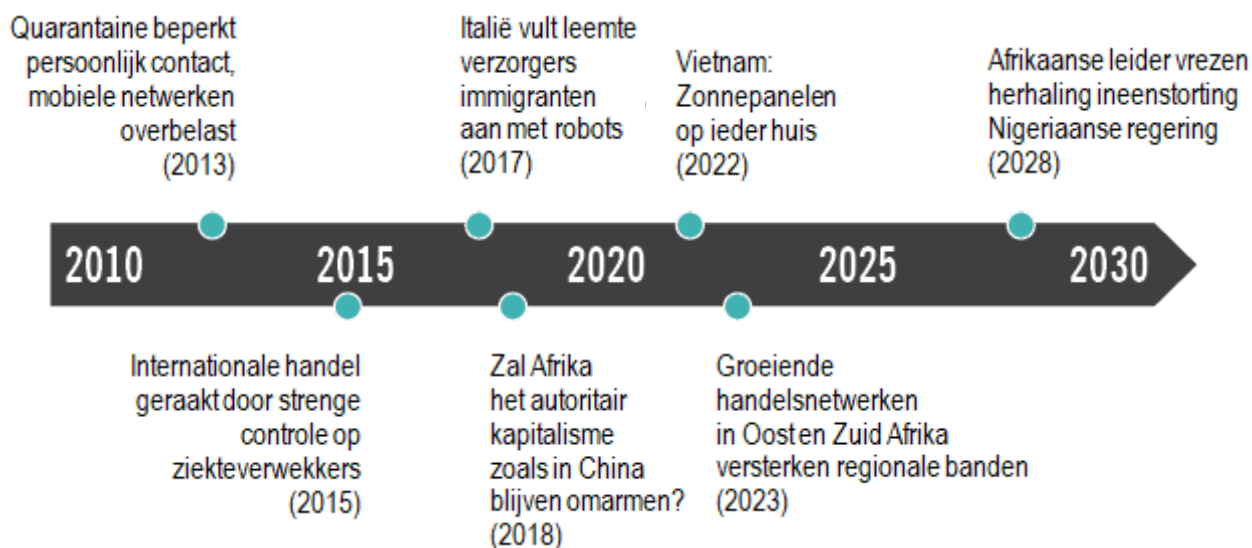 Quarantaine beperkt
persoonlijk contact,
mobiele netwerken
overbelast
(2013)
Italië vult leemte
verzorgers
immigranten
aan met robots
(2017)
Vietnam:
Zonnepanelen
op ieder huis
(2022)
Afrikaanse leider vrezen
herhaling ineenstorting
Nigeriaanse regering
(2028)
2010 2015 2020 2025 2030
Internationale handel
geraakt door strenge
controle op
ziekteverwekkers
(2015)
Zal Afrika
het autoritair
kapitalisme
zoals in China
blijven omarmen?
(2018)
Groeiende
handelsnetwerken
in Oost en Zuid Afrika
versterken regionale banden
(2023)